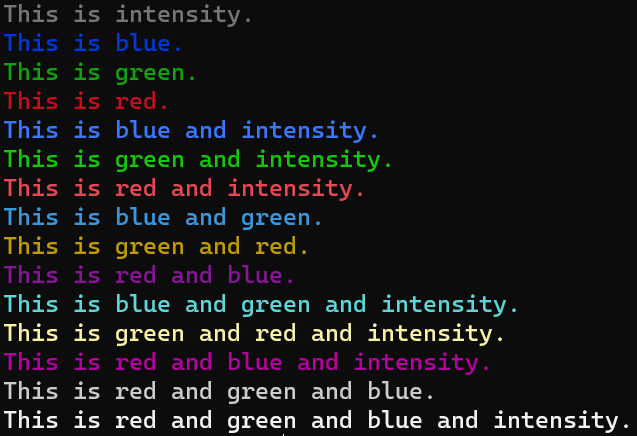 This is intensity.
This is blue.
This is green.
This is red.
This is blue and intensity.
This is green and intensity.
This is red and intensity.
This is blue and green.
This is green and red.
This is red and blue.
This is blue and green and intensity.
This is green and red and intensity.
This is red and blue and intensity.
This is red and green and blue.
This is red and green and blue and intensity.